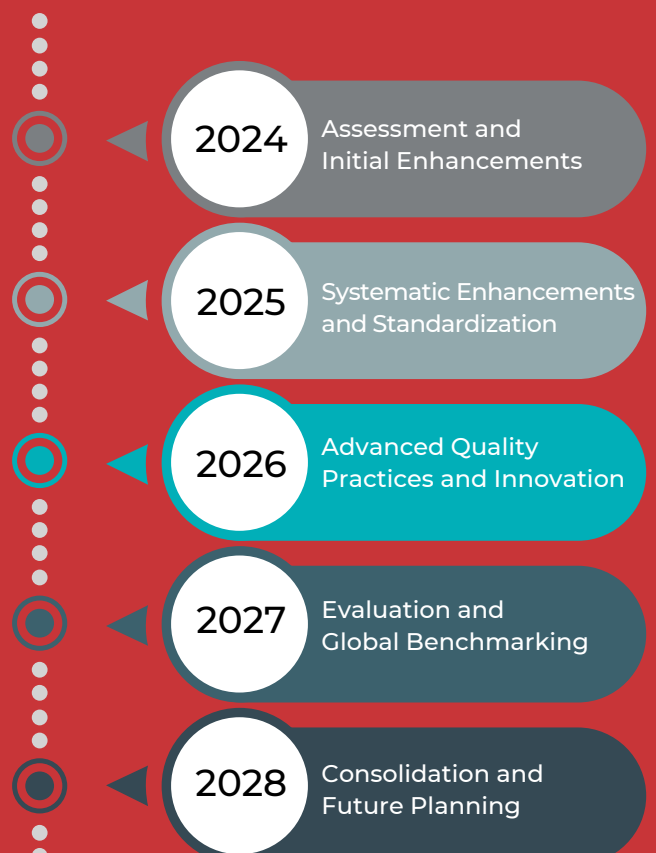 2024
Assessment and
Initial Enhancements
2025
Systematic Enhancements
and Standardization
2026
Advanced Quality
Practices and Innovation
2027
Evaluation and
Global Benchmarking
2028
Consolidation and
Future Planning